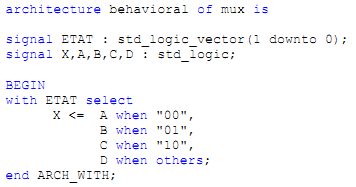 architecture behavioral of mux is
signal ETAT : std_logic_vector(1 downto 0);
signal X,A,B,C,D : std_logic;
BEGIN
with ETAT select
X <= A when "00",
B when "01",
C when "10",
D when others;
end ARCH_WITH;